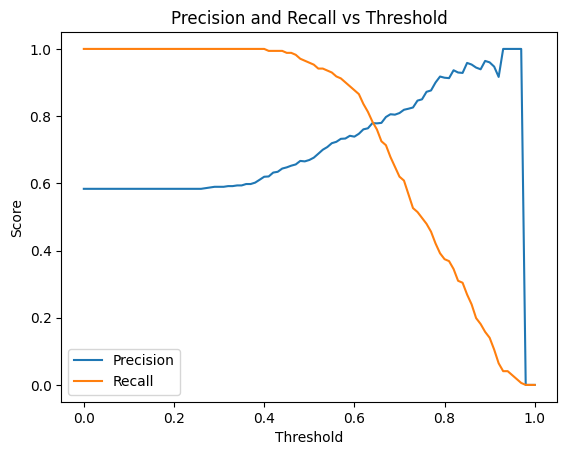 Precision and Recall vs Threshold
1.0
0.8
0.6
0.4
0.2
0.0
Score
Precision
Recall
0.0 0.2 0.4 0.6 0.8 1.0
Threshold